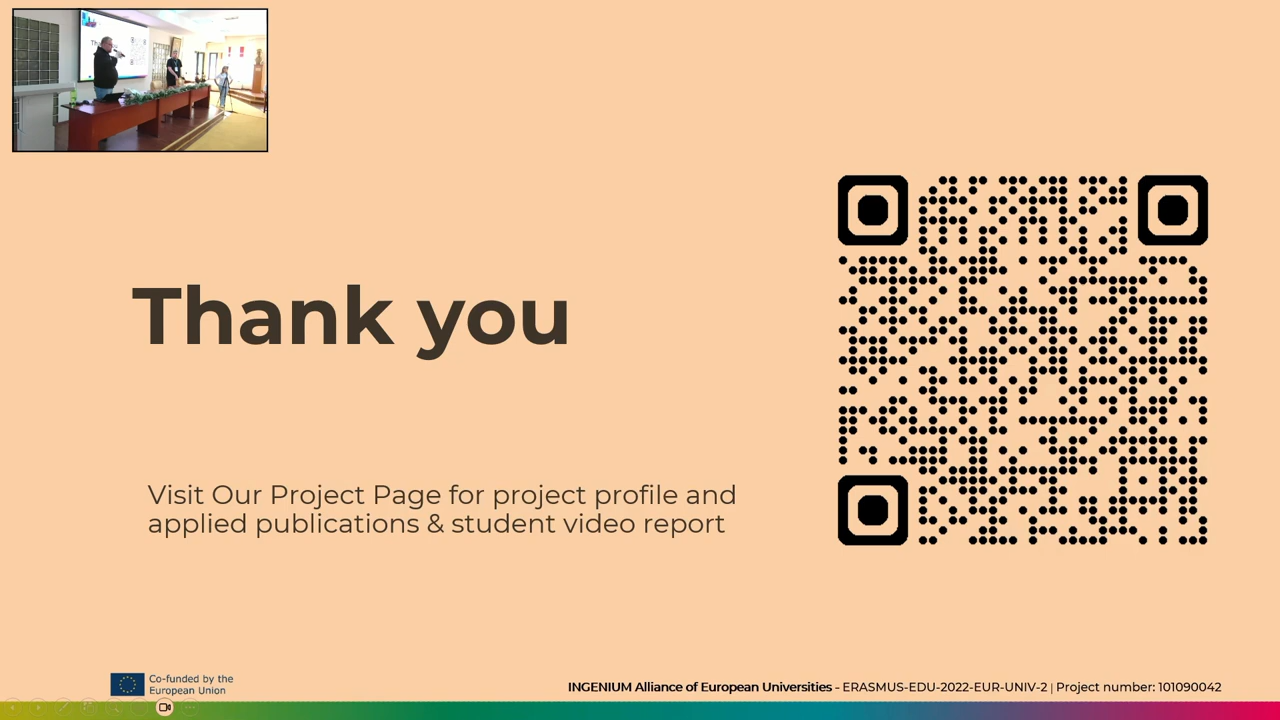 Thank you
Visit Our Project Page for project profile and
applied publications & student video report
Co-funded by the
European Union
INGENIUM Alliance of European Universities - ERASMUS-EDU-2022-EUR-UNIV-2 | Project number: 101090042